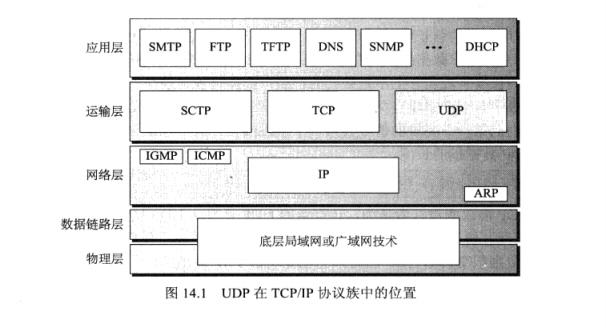 应用层 SMTP FTP TFTP DNS SNMP ··· DHCP
运输层 SCTP TCP UDP
IGMP ICMP
网络层 IP
ARP
数据链路层
底层局域网或广域网技术
物理层
图 14.1 UDP 在 TCP/IP 协议族中的位置